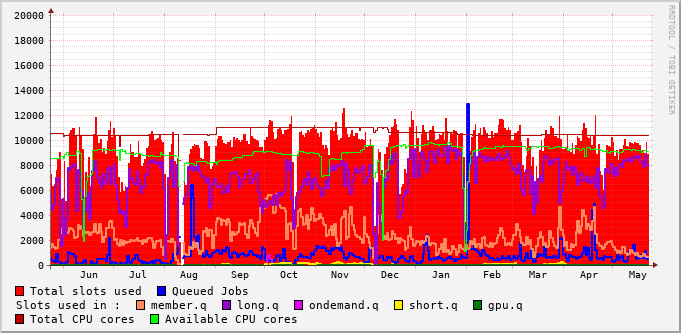 20000
18000
16000
14000
12000
10000
8000
6000
4000
2000
0
Jun Jul Aug Sep Oct Nov Dec Jan Feb Mar Apr May
RRDTOOL / TOBI OETIKER
Total slots used Queued Jobs
Slots used in : member.q long.q ondemand.q short.q gpu.q
Total CPU cores Available CPU cores